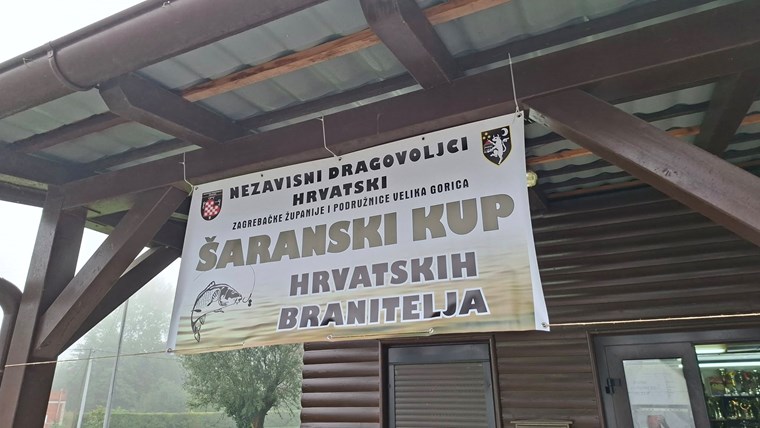 NEZAVISNI DRAGOVOLJCI
HRVATSKI
ZAGREBAČKE ŽUPANIJE I PODRUŽNICE VELIKA GORICA
ŠARANSKI KUP
HRVATSKIH
BRANITELJA